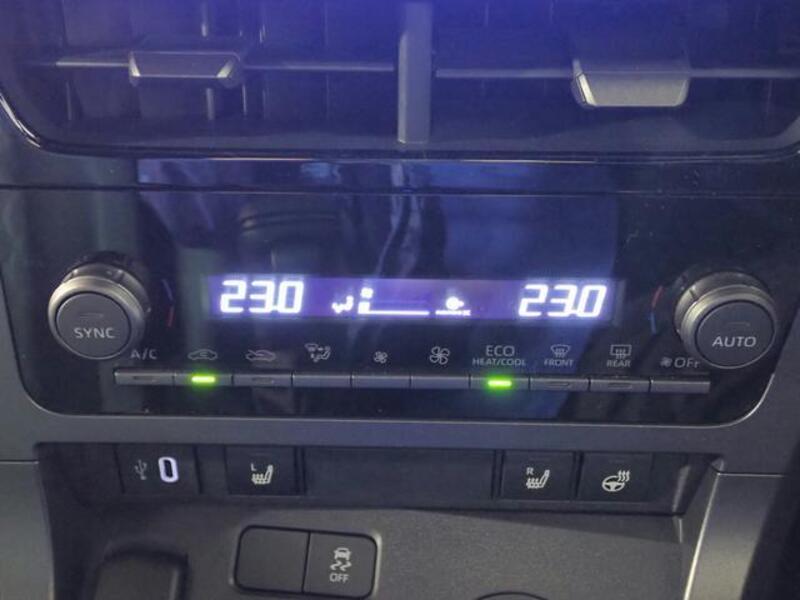 23.0 23.0
SYNC
AUTO
A/C
ECO
HEAT/COOL
FRONT
REAR
OFF
L
R
OFF